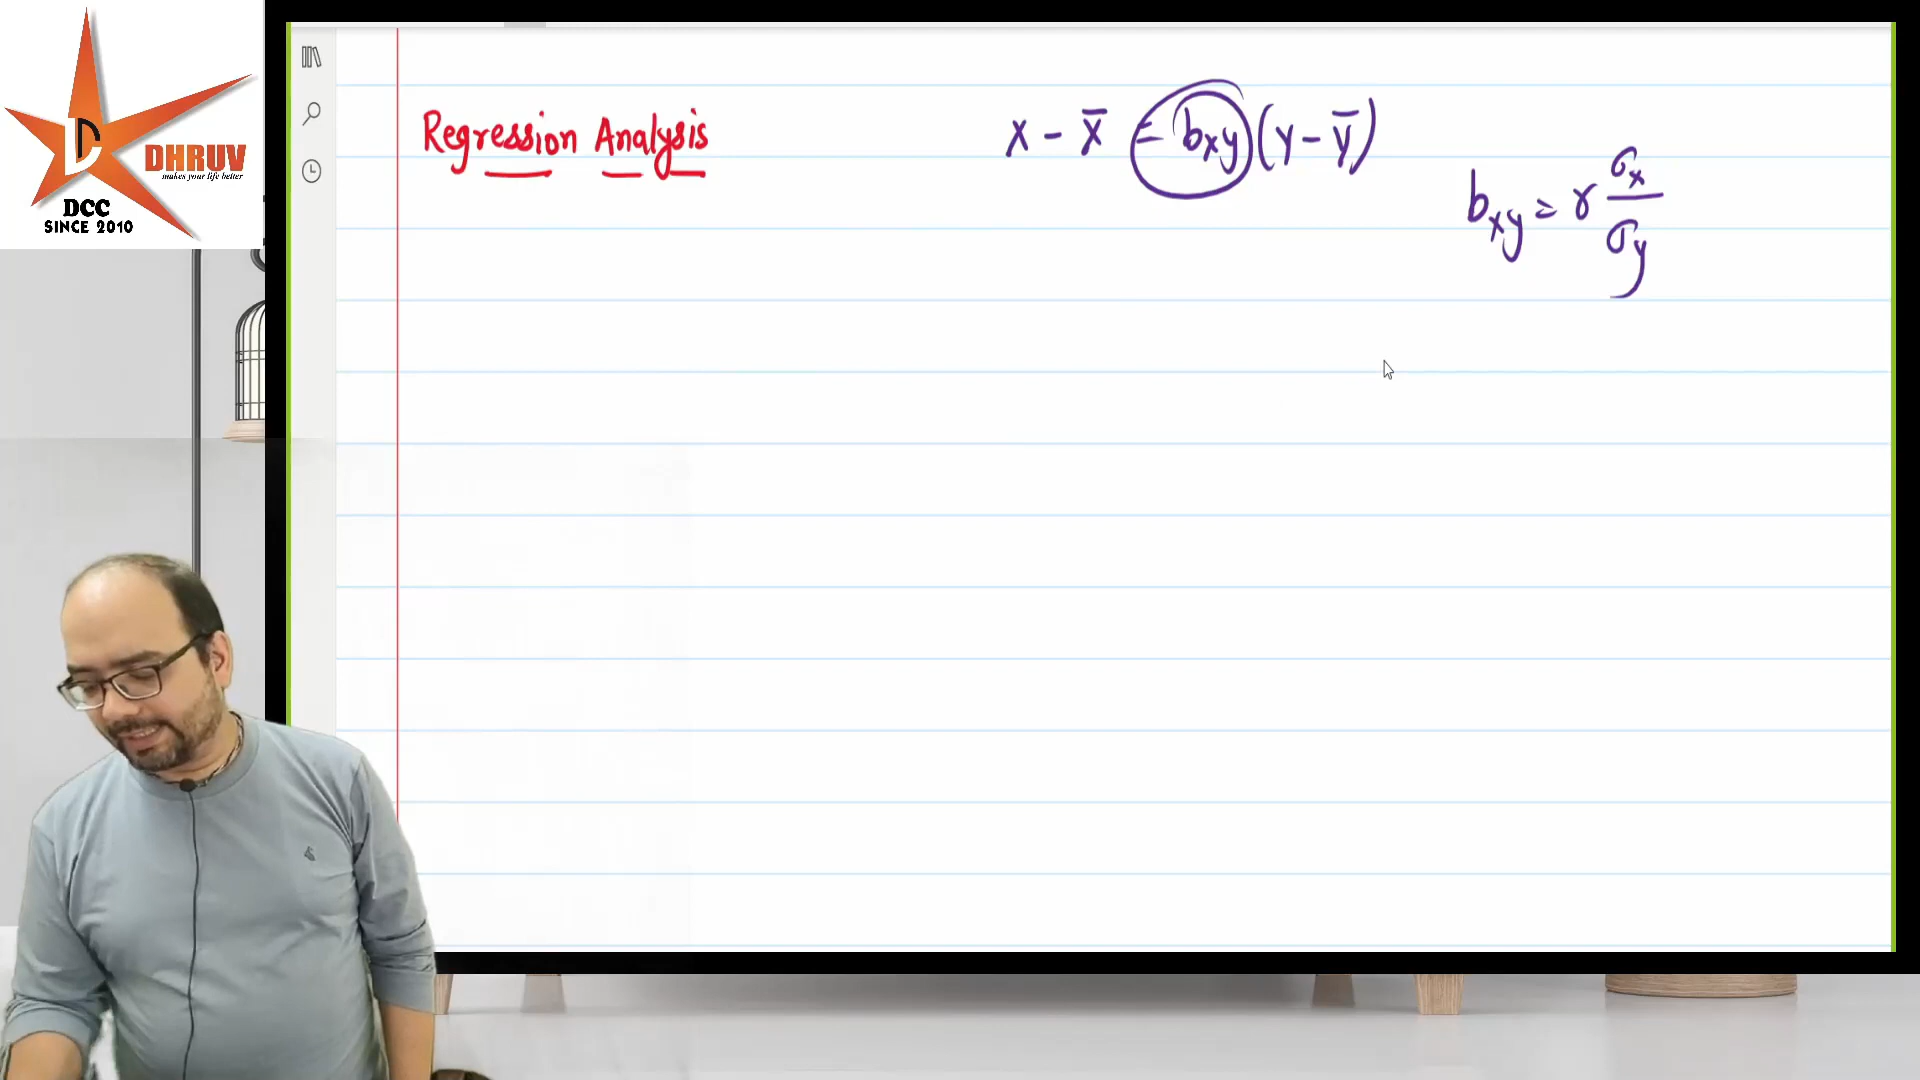 D
DHRUV
makes your life better
DCC
SINCE 2010
Regression Analysis
x - x̄ = bxy (y - ȳ)
bxy = r σx / σy